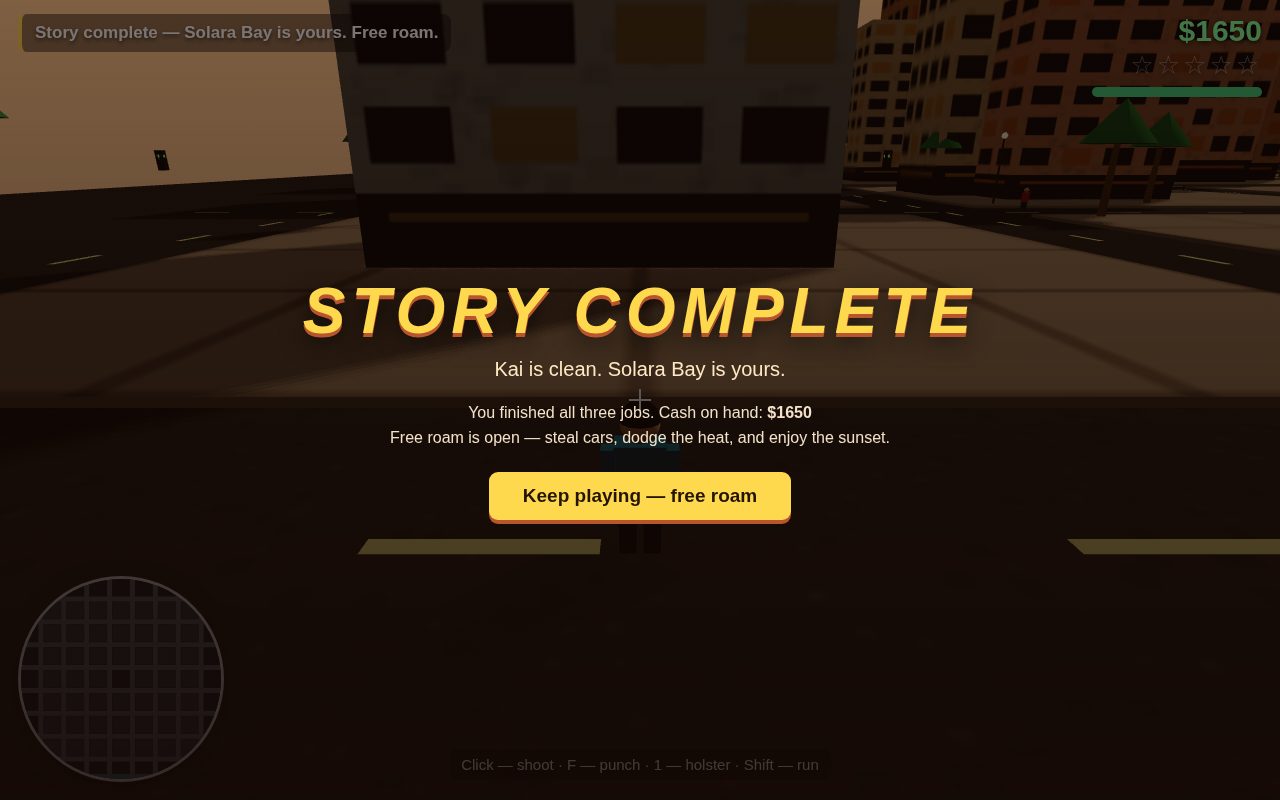 Story complete — Solara Bay is yours. Free roam.
$1650
STORY COMPLETE
Kai is clean. Solara Bay is yours.
You finished all three jobs. Cash on hand: $1650
Free roam is open — steal cars, dodge the heat, and enjoy the sunset.
Keep playing — free roam
Click — shoot · F — punch · 1 — holster · Shift — run